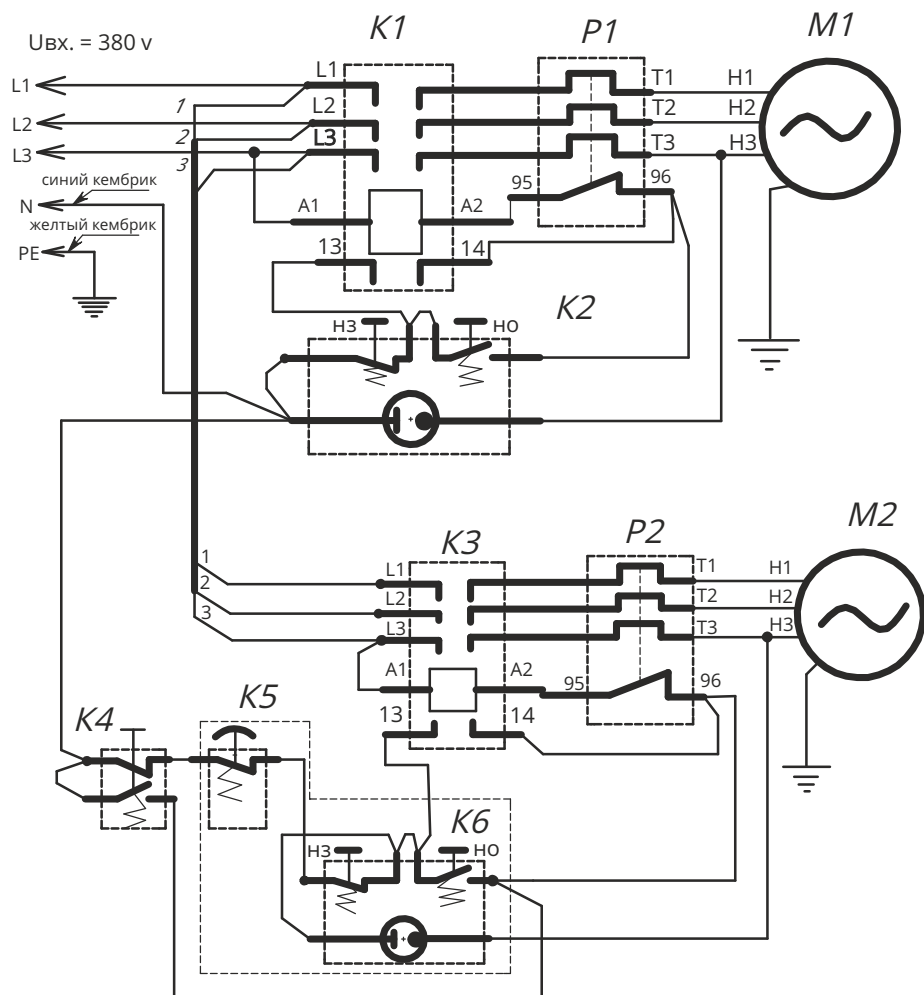 K1
P1
M1
Uвх. = 380 v
L1
L1
T1
H1
1
L2
L2
T2
H2
2
L3
L3
T3
H3
3
синий кембрик
95
96
N
A1
A2
желтый кембрик
13
14
PE
K2
НЗ
НО
M2
K3
P2
1
L1
T1
H1
2
L2
T2
H2
3
L3
T3
H3
A1
A2
95
96
K4
K5
13
14
K6
НЗ
НО